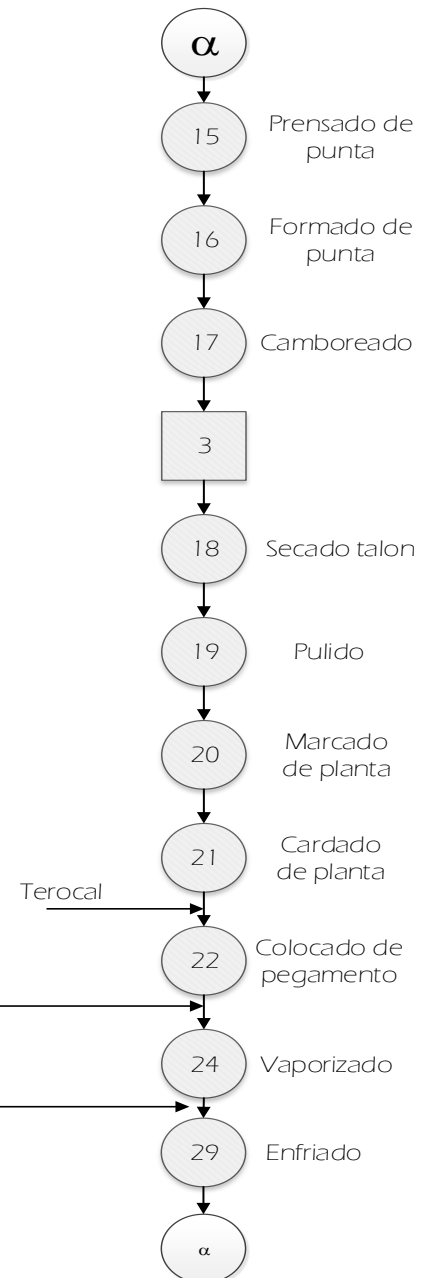 α
15
Prensado de
punta
16
Formado de
punta
17
Camboreado
3
18
Secado talon
19
Pulido
20
Marcado
de planta
21
Cardado
de planta
Terocal
22
Colocado de
pegamento
24
Vaporizado
29
Enfriado
α